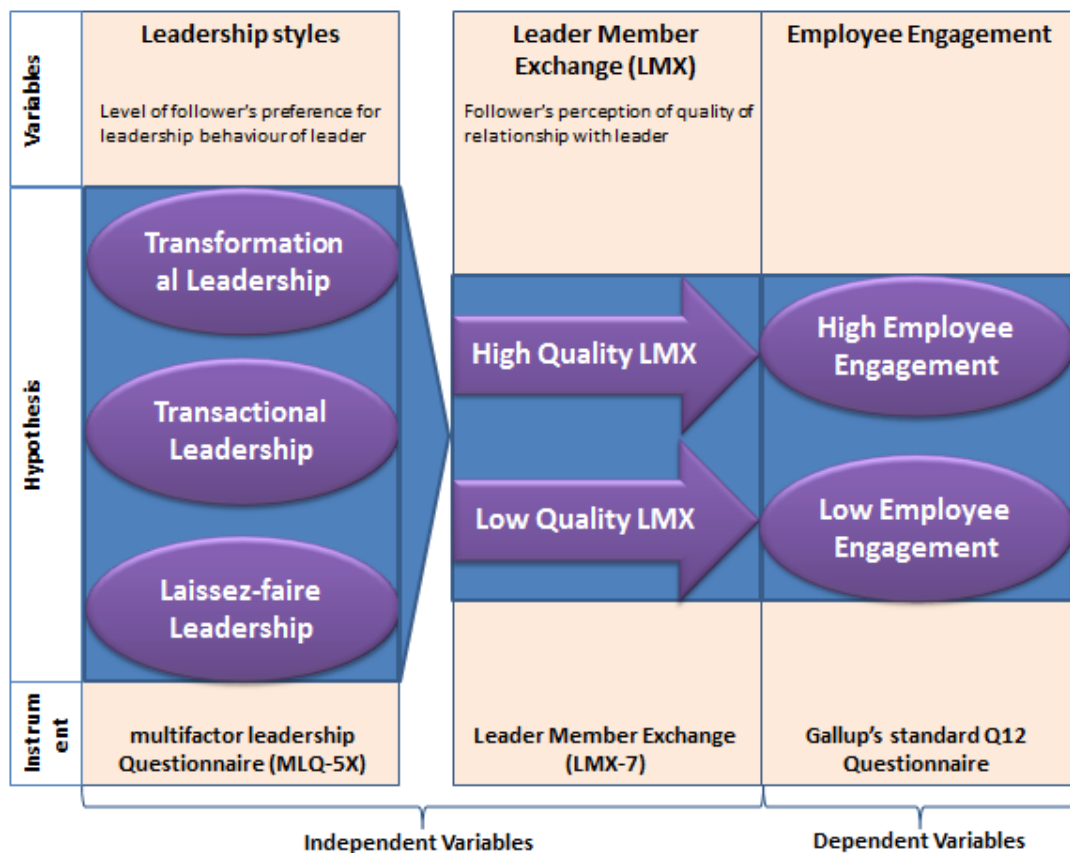 Variables
Leadership styles
Level of follower's preference for
leadership behaviour of leader
Leader Member
Exchange (LMX)
Follower's perception of quality of
relationship with leader
Employee Engagement
Hypothesis
Transformation
al Leadership
Transactional
Leadership
Laissez-faire
Leadership
High Quality LMX
Low Quality LMX
High Employee
Engagement
Low Employee
Engagement
Instrum
ent
multifactor leadership
Questionnaire (MLQ-5X)
Leader Member Exchange
(LMX-7)
Gallup's standard Q12
Questionnaire
Independent Variables
Dependent Variables